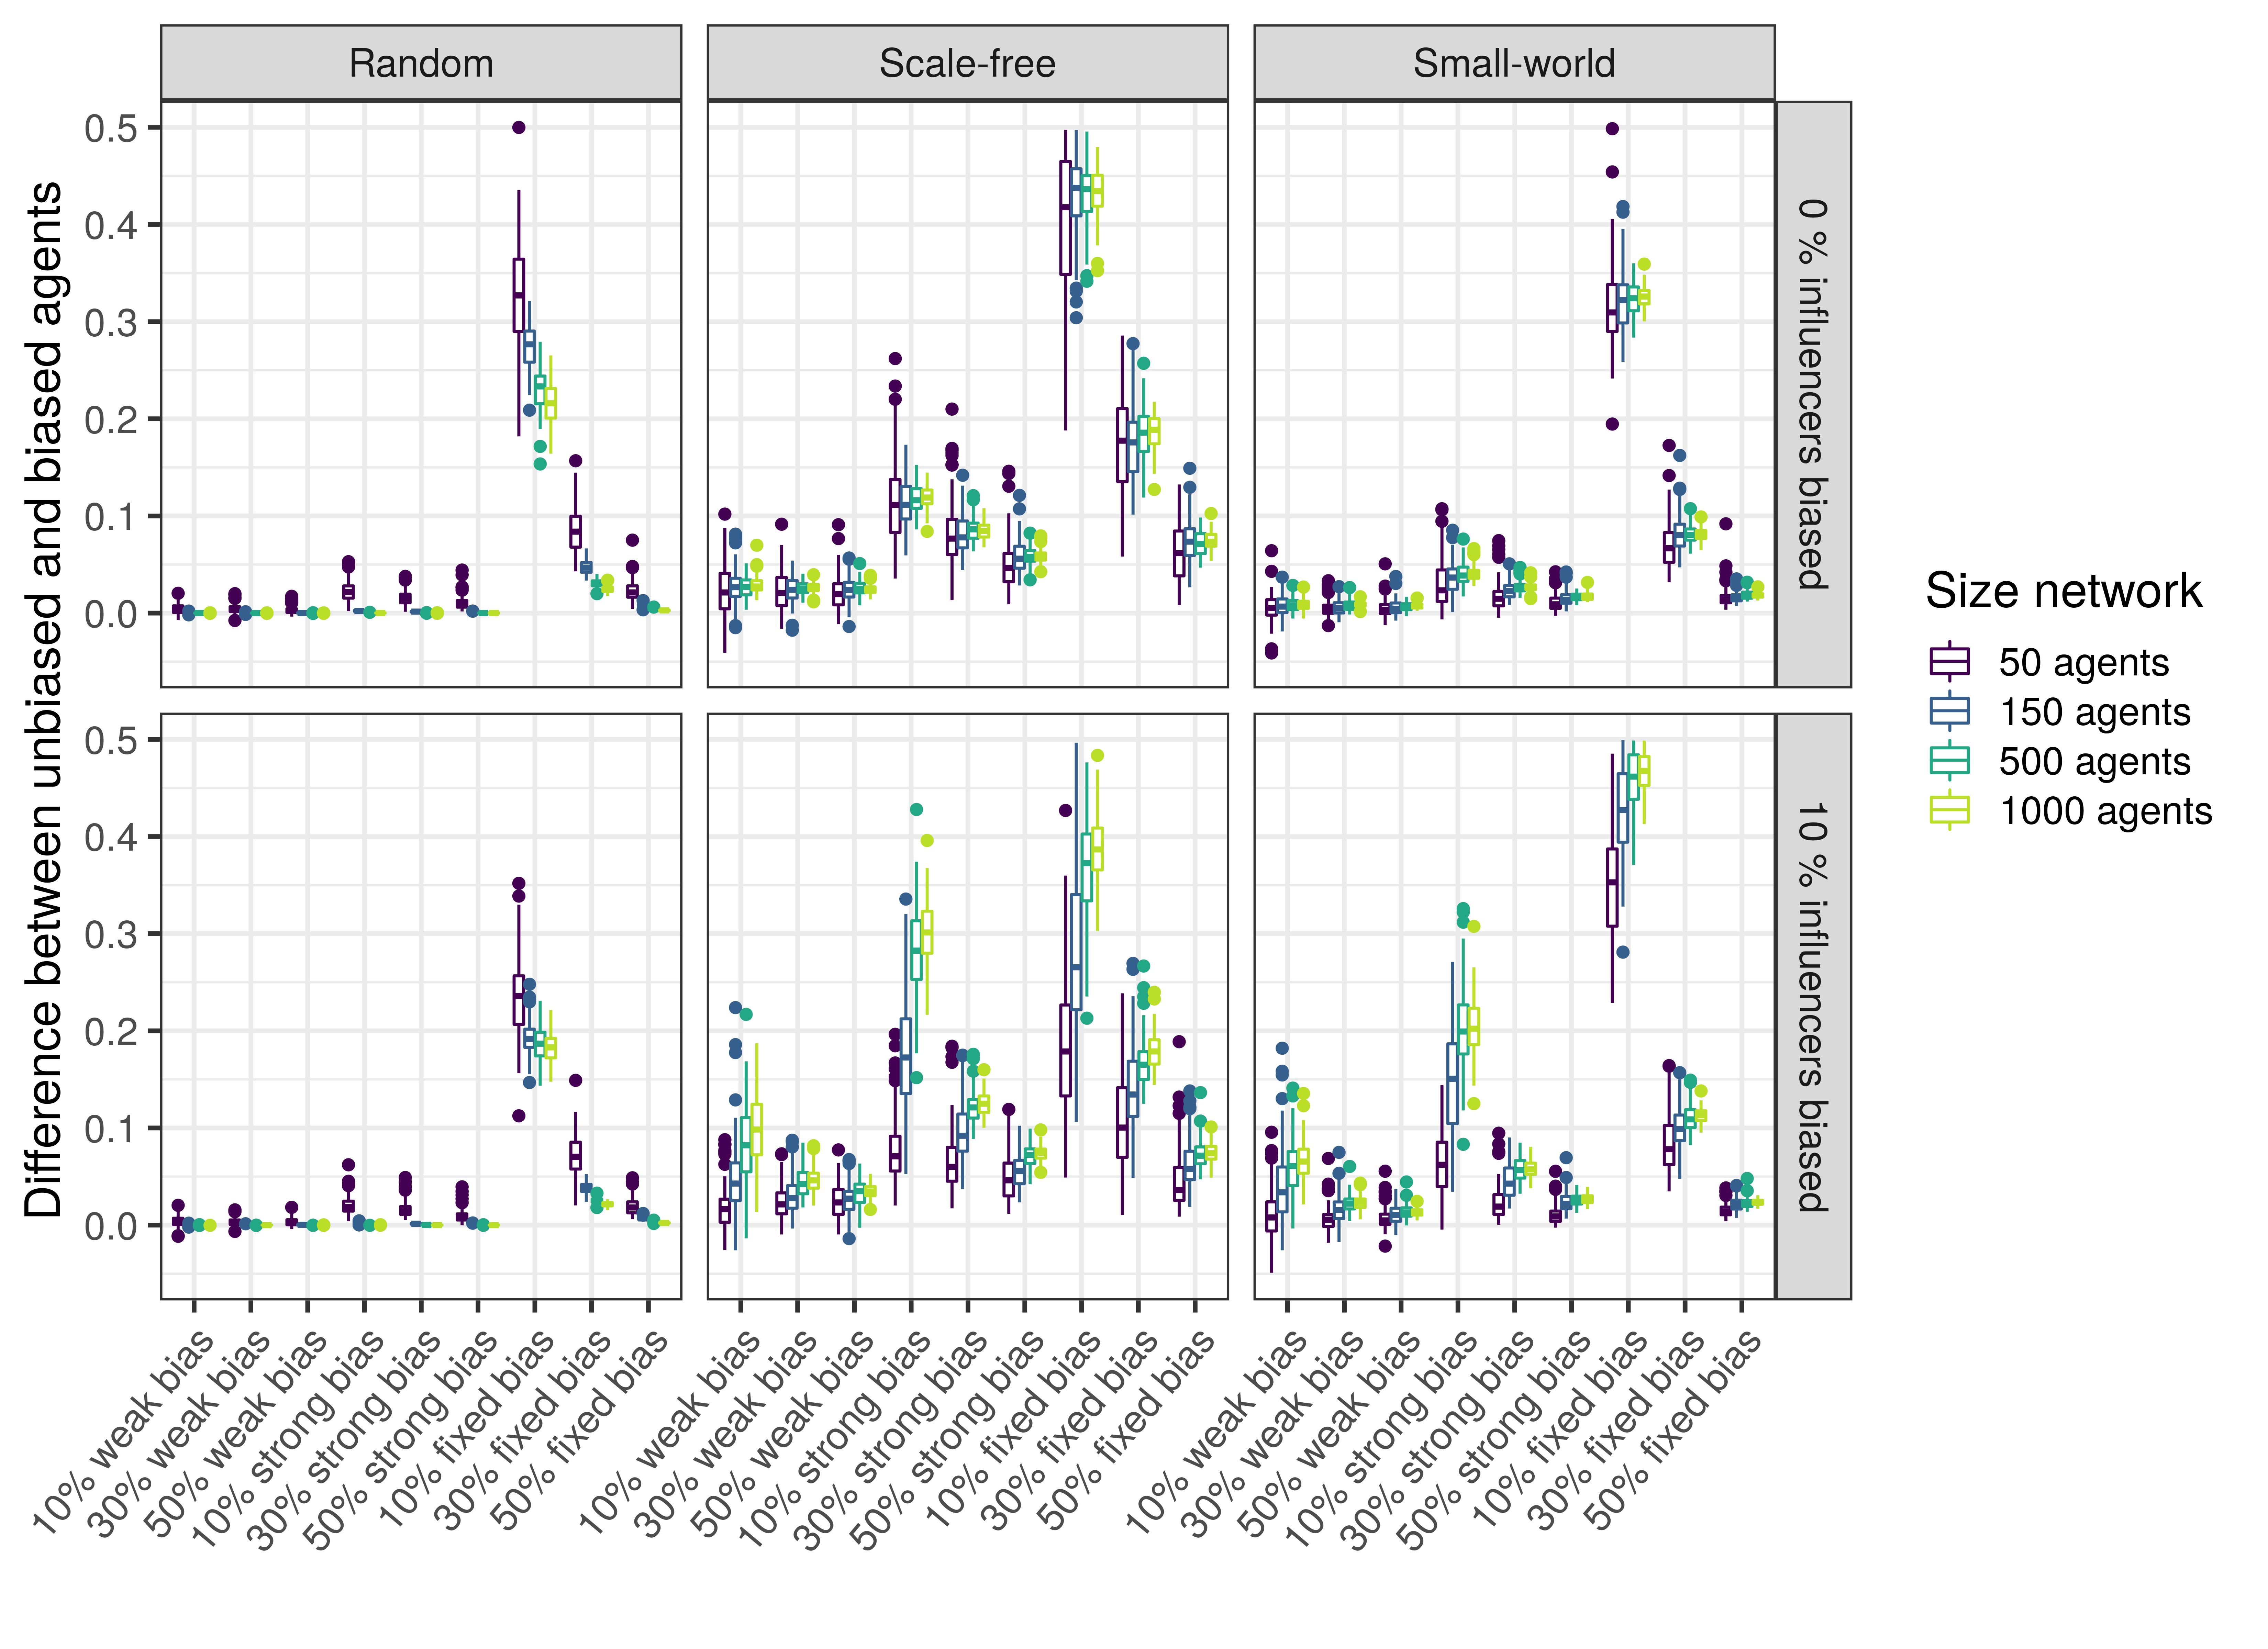 Random
Scale-free
Small-world
Difference between unbiased and biased agents
0.5
0.4
0.3
0.2
0.1
0.0
0 % influencers biased
0.5
0.4
0.3
0.2
0.1
0.0
10 % influencers biased
10% weak bias
30% weak bias
50% weak bias
10% strong bias
30% strong bias
50% strong bias
10% fixed bias
30% fixed bias
50% fixed bias
10% weak bias
30% weak bias
50% weak bias
10% strong bias
30% strong bias
50% strong bias
10% fixed bias
30% fixed bias
50% fixed bias
10% weak bias
30% weak bias
50% weak bias
10% strong bias
30% strong bias
50% strong bias
10% fixed bias
30% fixed bias
50% fixed bias
Size network
50 agents
150 agents
500 agents
1000 agents